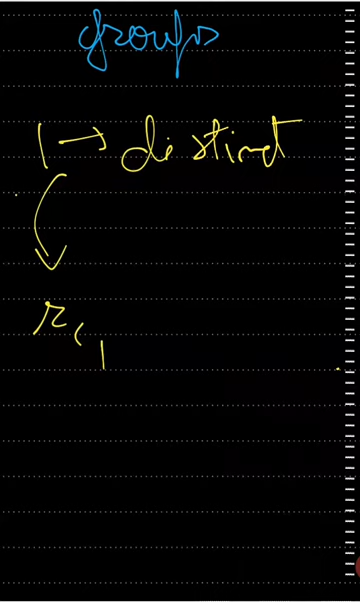 groups
1 → distinct
r c 1